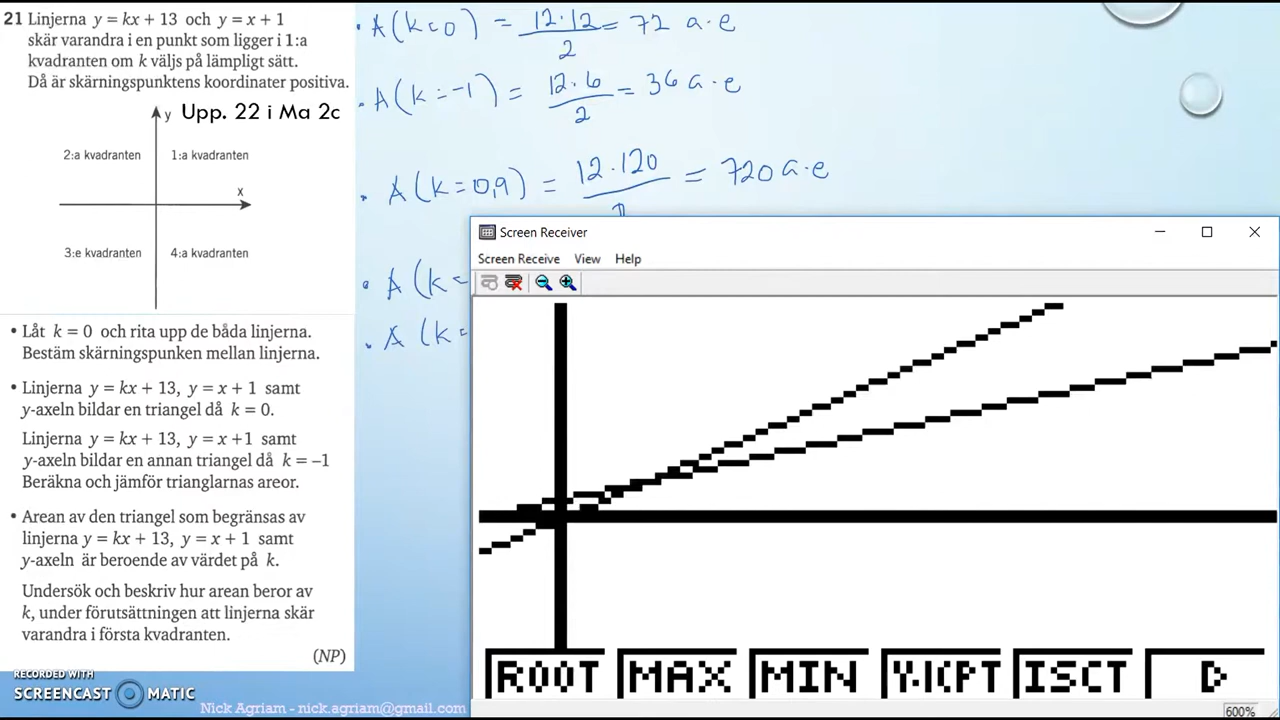 21 Linjerna y = kx + 13 och y = x + 1
skär varandra i en punkt som ligger i 1:a
kvadranten om k väljs på lämpligt sätt.
Då är skärningspunktens koordinater positiva.
y Upp. 22 i Ma 2c
2:a kvadranten 1:a kvadranten
x
3:e kvadranten 4:a kvadranten
• Låt k = 0 och rita upp de båda linjerna.
Bestäm skärningspunken mellan linjerna.
• Linjerna y = kx + 13, y = x + 1 samt
y-axeln bildar en triangel då k = 0.
Linjerna y = kx + 13, y = x +1 samt
y-axeln bildar en annan triangel då k = −1
Beräkna och jämför trianglarnas areor.
• Arean av den triangel som begränsas av
linjerna y = kx + 13, y = x + 1 samt
y-axeln är beroende av värdet på k.
Undersök och beskriv hur arean beror av
k, under förutsättningen att linjerna skär
varandra i första kvadranten.
(NP)
RECORDED WITH
SCREENCAST MATIC
Nick Agriam - nick.agriam@gmail.com
• A(k=0) = 12·12/2 = 72 a·e
• A(k=-1) = 12·6/2 = 36 a·e
• A(k=0,9) = 12·120/2 = 720 a·e
• A(k=
• A(k=
Screen Receiver
Screen Receive View Help
ROOT MAX MIN Y-ICPT ISCT ▷
600%